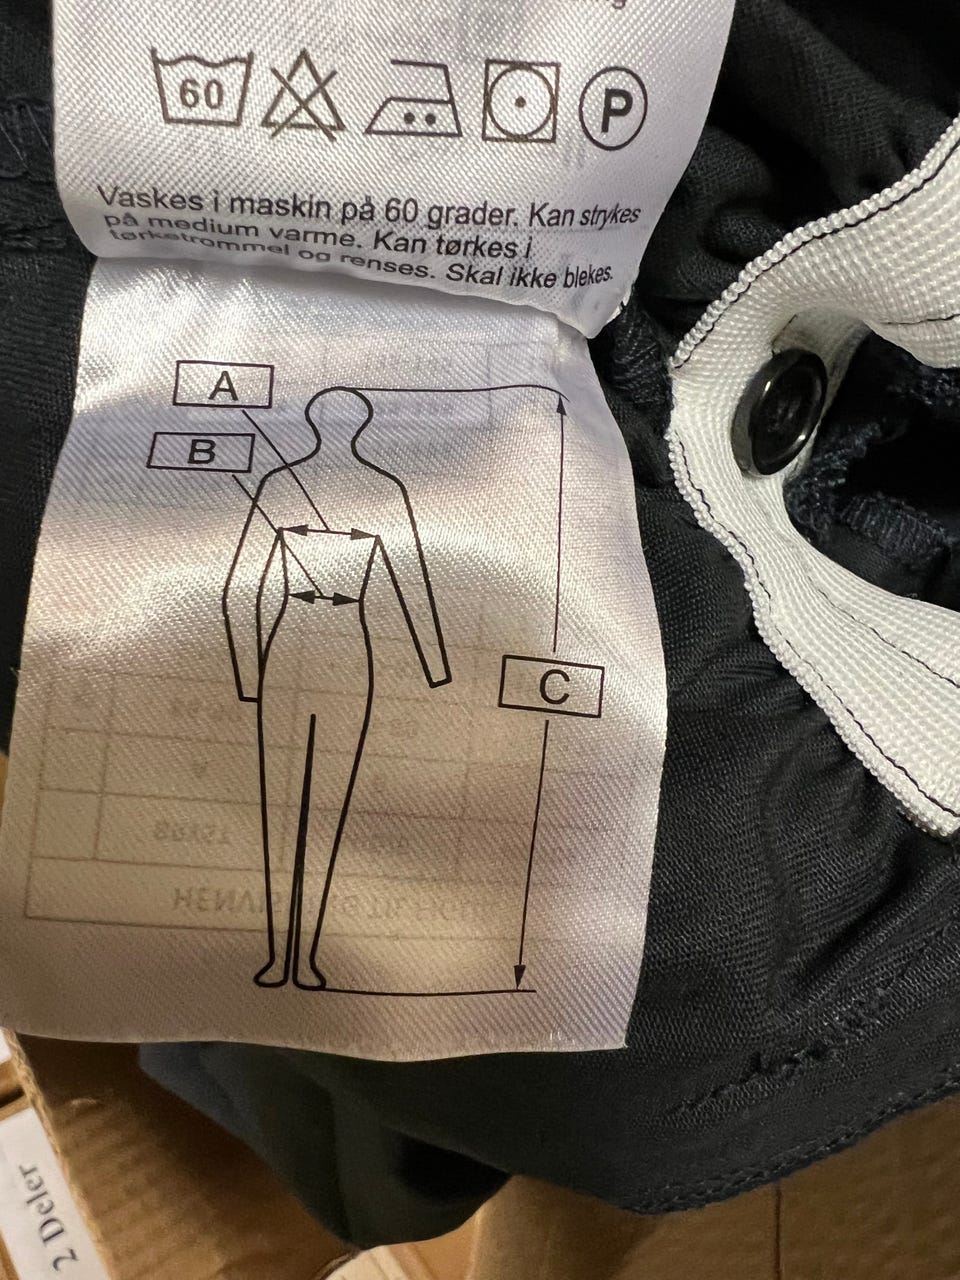 60
P
Vaskes i maskin på 60 grader. Kan strykes
på medium varme. Kan tørkes i
tørketrommel og renses. Skal ikke blekes.
A
B
C
2 Deler